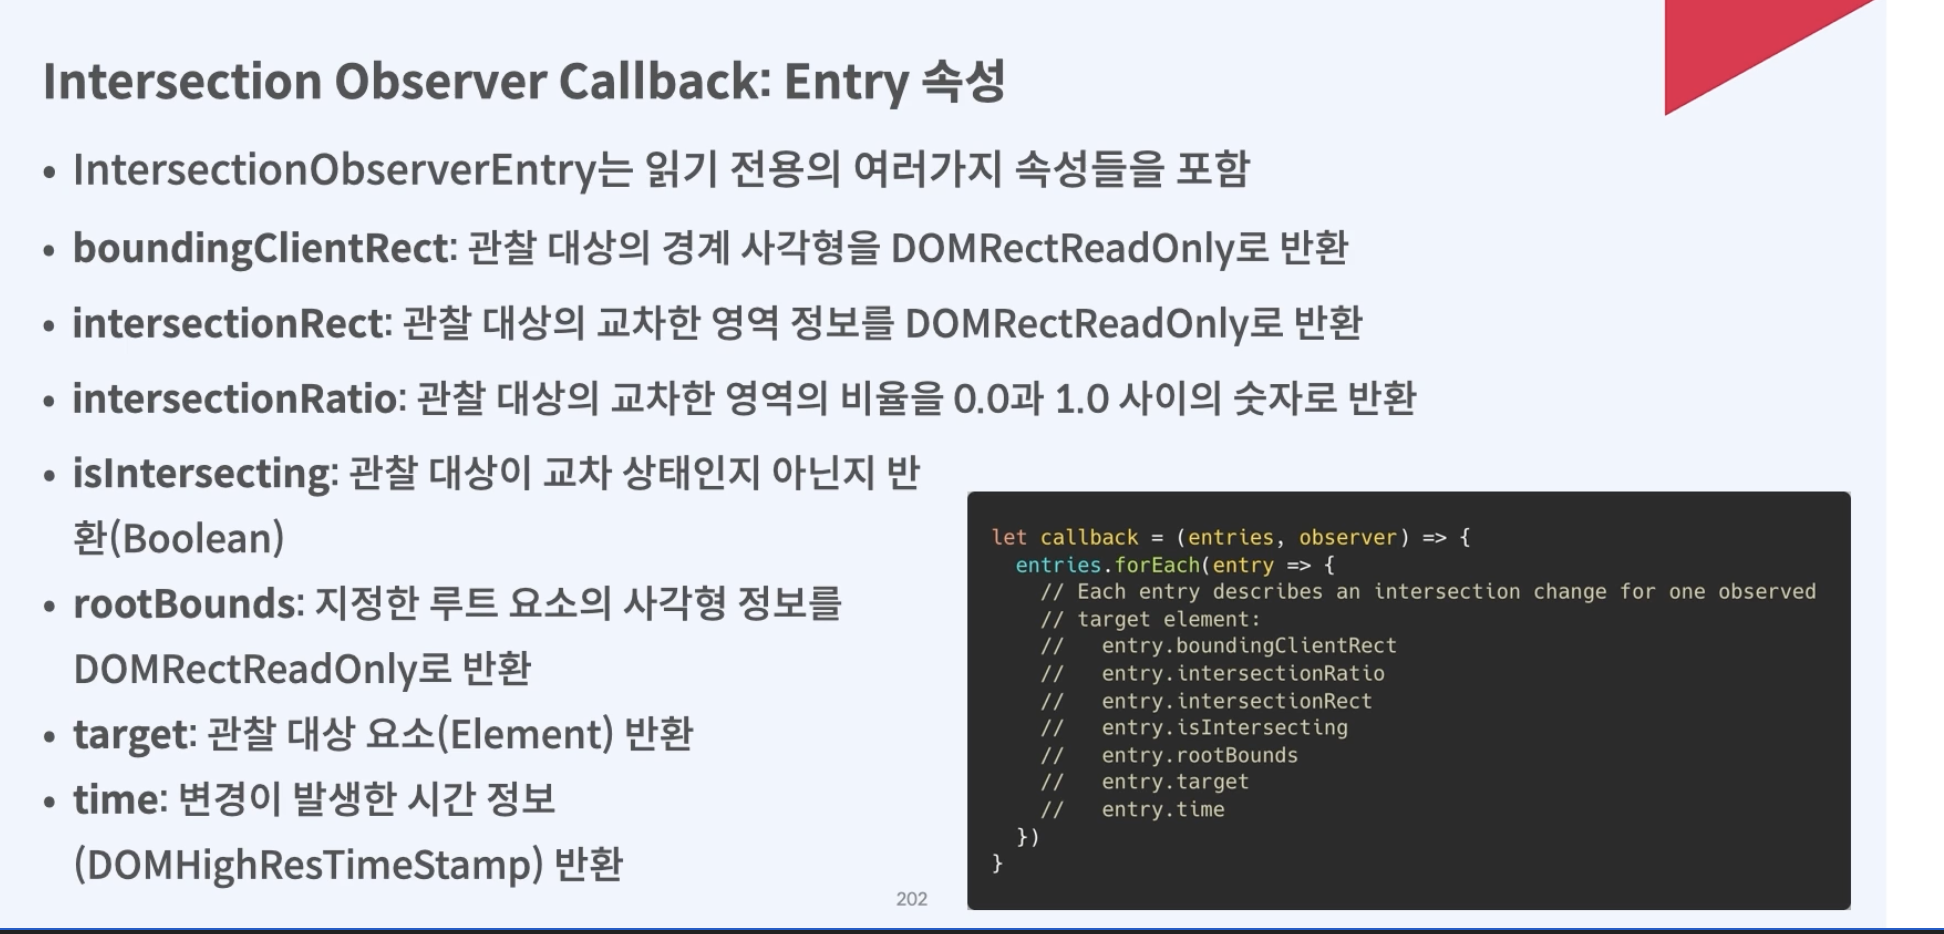 Intersection Observer Callback: Entry 속성
• IntersectionObserverEntry는 읽기 전용의 여러가지 속성들을 포함
• boundingClientRect: 관찰 대상의 경계 사각형을 DOMRectReadOnly로 반환
• intersectionRect: 관찰 대상의 교차한 영역 정보를 DOMRectReadOnly로 반환
• intersectionRatio: 관찰 대상의 교차한 영역의 비율을 0.0과 1.0 사이의 숫자로 반환
• isIntersecting: 관찰 대상이 교차 상태인지 아닌지 반
환(Boolean)
• rootBounds: 지정한 루트 요소의 사각형 정보를
DOMRectReadOnly로 반환
• target: 관찰 대상 요소(Element) 반환
• time: 변경이 발생한 시간 정보
(DOMHighResTimeStamp) 반환
let callback = (entries, observer) => {
  entries.forEach(entry => {
    // Each entry describes an intersection change for one observed
    // target element:
    //   entry.boundingClientRect
    //   entry.intersectionRatio
    //   entry.intersectionRect
    //   entry.isIntersecting
    //   entry.rootBounds
    //   entry.target
    //   entry.time
  })
}
202